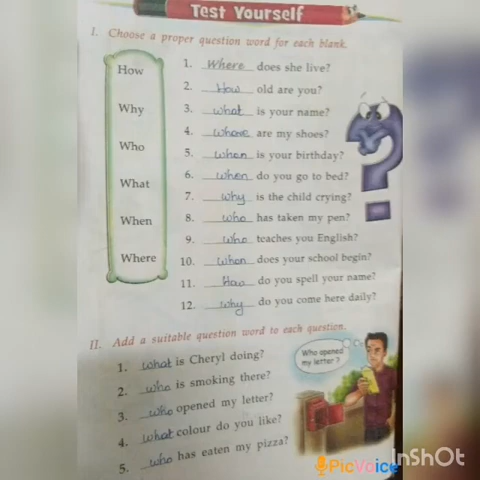 Test Yourself
I. Choose a proper question word for each blank.
How
Why
Who
What
When
Where
1. Where does she live?
2. How old are you?
3. what is your name?
4. whare are my shoes?
5. whan is your birthday?
6. when do you go to bed?
7. why is the child crying?
8. who has taken my pen?
9. who teaches you English?
10. whan does your school begin?
11. How do you spell your name?
12. why do you come here daily?
II. Add a suitable question word to each question.
1. what is Cheryl doing?
2. who is smoking there?
3. who opened my letter?
4. what colour do you like?
5. who has eaten my pizza?
Who opened
my letter ?
PicVoice
InShOt